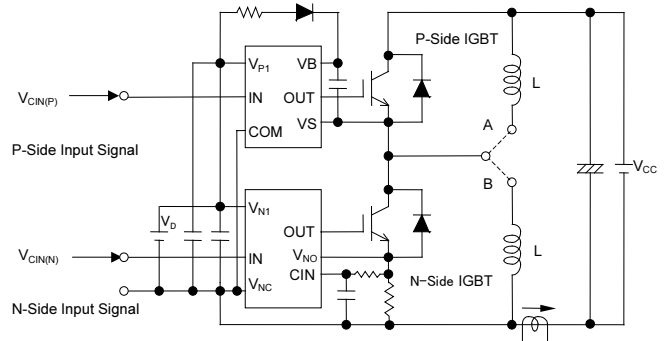 P-Side IGBT
V_P1
VB
V_CIN(P)
IN
OUT
L
COM
VS
A
P-Side Input Signal
V_CC
B
V_D
V_N1
OUT
V_CIN(N)
IN
V_NO
L
CIN
V_NC
N-Side IGBT
N-Side Input Signal